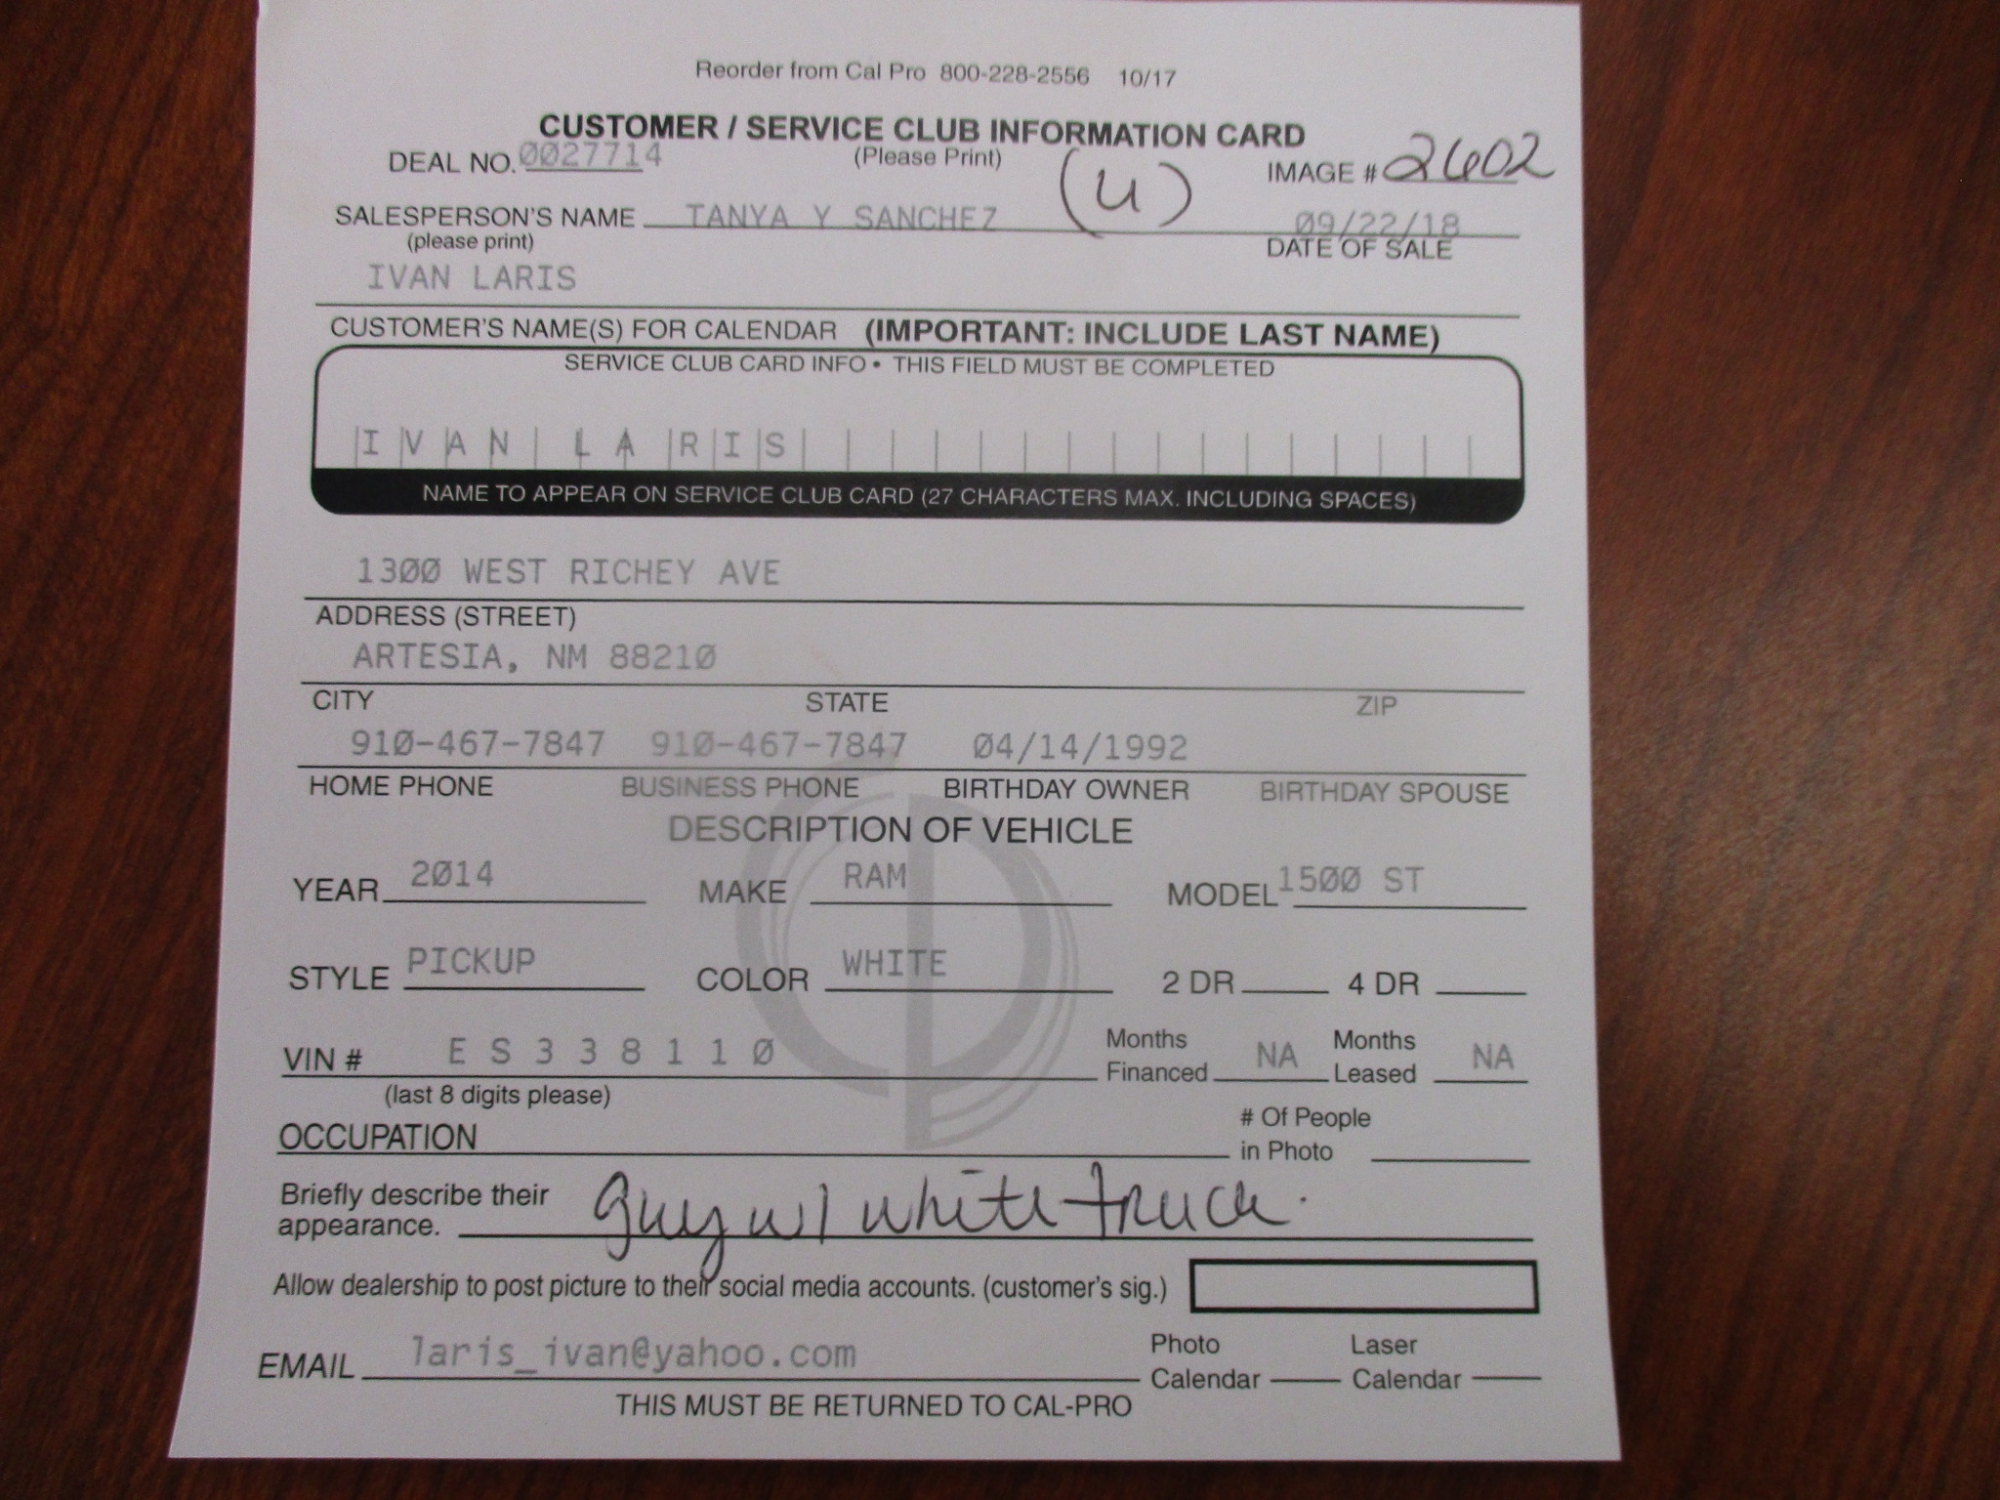 Reorder from Cal Pro 800-228-2556 10/17
CUSTOMER / SERVICE CLUB INFORMATION CARD
DEAL NO. 0027714 (Please Print) (U) IMAGE # 2602
SALESPERSON'S NAME TANYA Y SANCHEZ 09/22/18
(please print) DATE OF SALE
IVAN LARIS
CUSTOMER'S NAME(S) FOR CALENDAR (IMPORTANT: INCLUDE LAST NAME)
SERVICE CLUB CARD INFO • THIS FIELD MUST BE COMPLETED
IVAN LARIS
NAME TO APPEAR ON SERVICE CLUB CARD (27 CHARACTERS MAX. INCLUDING SPACES)
1300 WEST RICHEY AVE
ADDRESS (STREET)
ARTESIA, NM 88210
CITY STATE ZIP
910-467-7847 910-467-7847 04/14/1992
HOME PHONE BUSINESS PHONE BIRTHDAY OWNER BIRTHDAY SPOUSE
DESCRIPTION OF VEHICLE
YEAR 2014 MAKE RAM MODEL 1500 ST
STYLE PICKUP COLOR WHITE 2 DR 4 DR
VIN # ES338110 Months Financed NA Months Leased NA
(last 8 digits please)
OCCUPATION # Of People in Photo
Briefly describe their appearance. guy w/ white truck.
Allow dealership to post picture to their social media accounts. (customer's sig.)
EMAIL laris_ivan@yahoo.com Photo Calendar Laser Calendar
THIS MUST BE RETURNED TO CAL-PRO